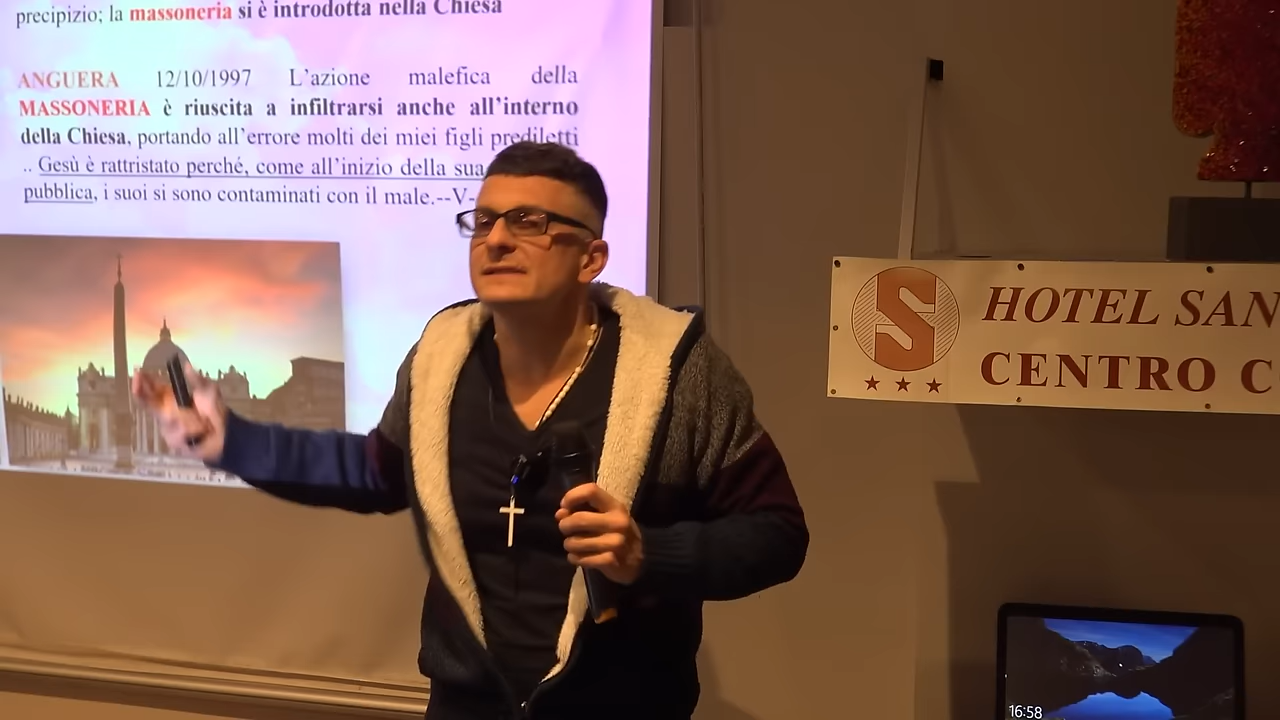 precipizio; la massoneria si è introdotta nella Chiesa
ANGUERA 12/10/1997 L'azione malefica della
MASSONERIA è riuscita a infiltrarsi anche all'interno
della Chiesa, portando all'errore molti dei miei figli prediletti
.. Gesù è rattristato perché, come all'inizio della sua
pubblica, i suoi si sono contaminati con il male.--V-
S
HOTEL SAN
CENTRO C
16:58